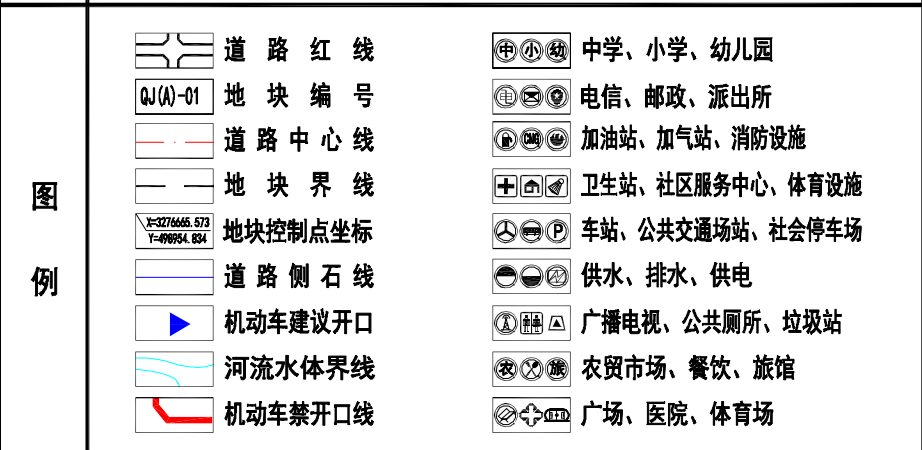 图例
道路红线
QJ(A)-01 地块编号
道路中心线
地块界线
X=3276665.573
Y=498954.834
地块控制点坐标
道路侧石线
机动车建议开口
河流水体界线
机动车禁开口线
中 小 幼 中学、小学、幼儿园
电信、邮政、派出所
CNG 加油站、加气站、消防设施
卫生站、社区服务中心、体育设施
P 车站、公共交通场站、社会停车场
供水、排水、供电
广播电视、公共厕所、垃圾站
农 旅 农贸市场、餐饮、旅馆
广场、医院、体育场